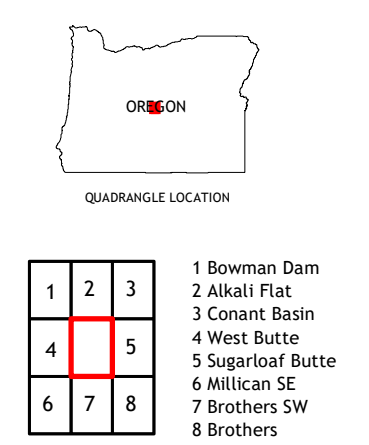 OREGON
QUADRANGLE LOCATION
1 2 3
4 5
6 7 8
1 Bowman Dam
2 Alkali Flat
3 Conant Basin
4 West Butte
5 Sugarloaf Butte
6 Millican SE
7 Brothers SW
8 Brothers